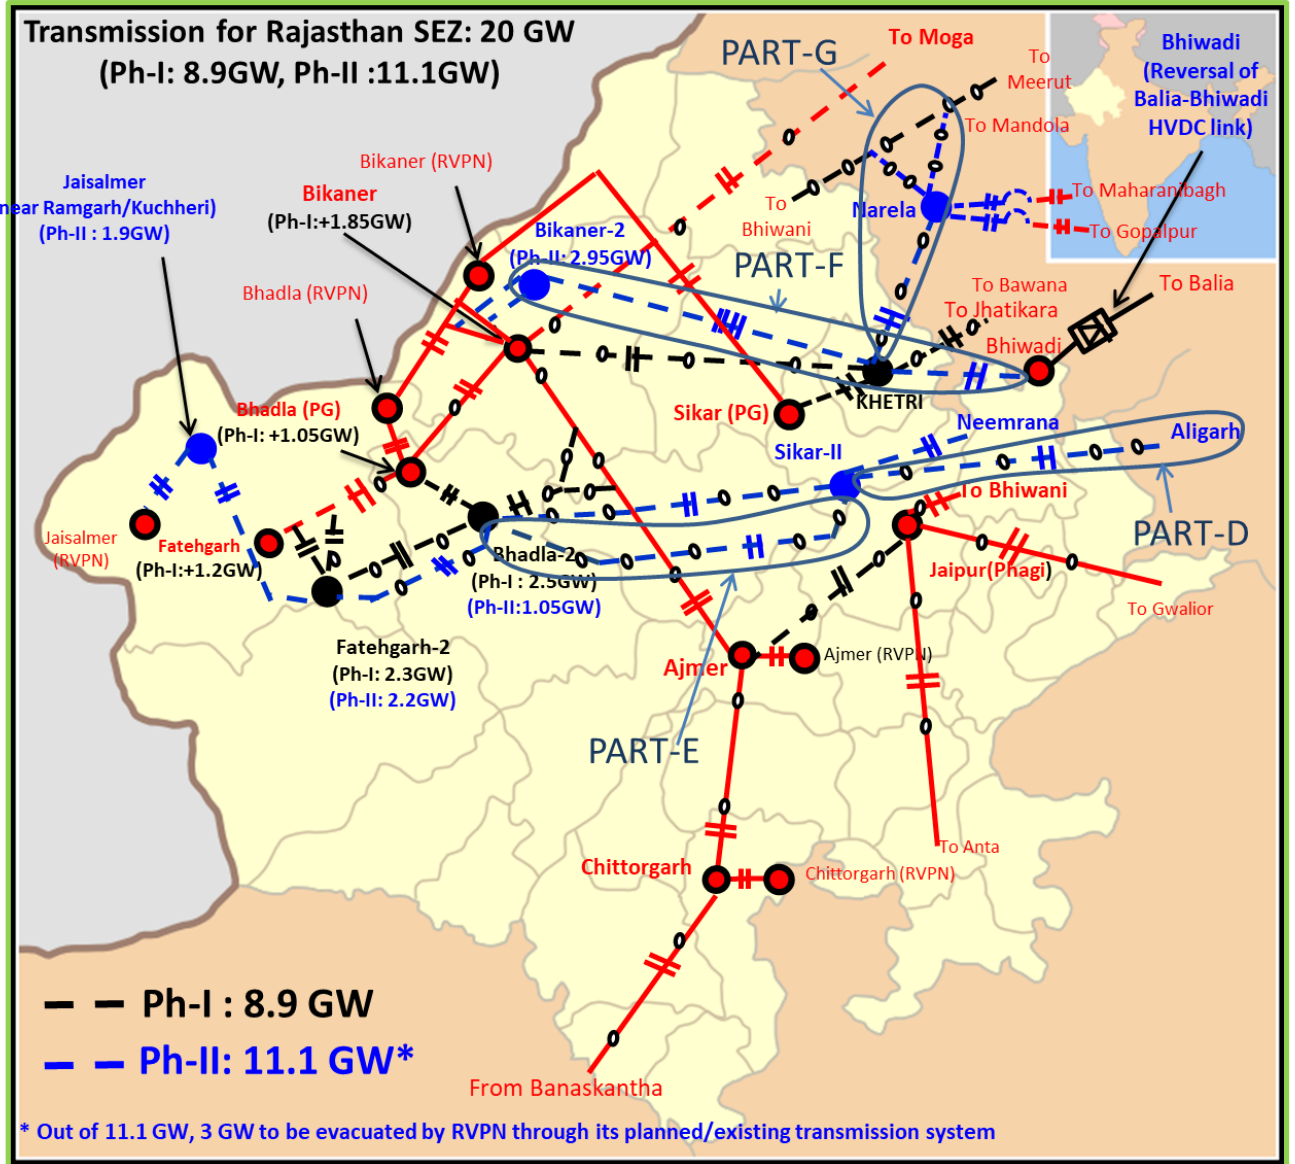 Transmission for Rajasthan SEZ: 20 GW
(Ph-I: 8.9GW, Ph-II :11.1GW)
PART-G
To Moga
To
Meerut
To Mandola
Bhiwadi
(Reversal of
Balia-Bhiwadi
HVDC link)
Bikaner (RVPN)
Bikaner
(Ph-I:+1.85GW)
Jaisalmer
near Ramgarh/Kuchheri)
(Ph-II : 1.9GW)
Bikaner-2
(Ph-II: 2.95GW)
To
Bhiwani
Narela
To Maharanibagh
To Gopalpur
PART-F
Bhadla (RVPN)
To Bawana
To Jhatikara
To Balia
Bhiwadi
KHETRI
Sikar (PG)
Bhadla (PG)
(Ph-I: +1.05GW)
Neemrana
Aligarh
Sikar-II
To Bhiwani
PART-D
Jaisalmer
(RVPN)
Fatehgarh
(Ph-I:+1.2GW)
Bhadla-2
(Ph-I : 2.5GW)
(Ph-II:1.05GW)
Jaipur(Phagi)
To Gwalior
Fatehgarh-2
(Ph-I: 2.3GW)
(Ph-II: 2.2GW)
Ajmer
Ajmer (RVPN)
PART-E
To Anta
Chittorgarh
Chittorgarh (RVPN)
Ph-I : 8.9 GW
Ph-II: 11.1 GW*
From Banaskantha
* Out of 11.1 GW, 3 GW to be evacuated by RVPN through its planned/existing transmission system